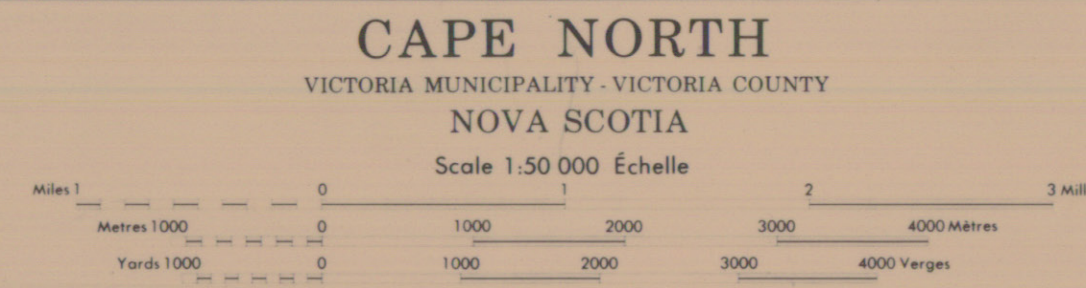 CAPE NORTH
VICTORIA MUNICIPALITY - VICTORIA COUNTY
NOVA SCOTIA
Scale 1:50 000 Échelle
Miles 1 0 1 2 3 Mill
Metres 1000 0 1000 2000 3000 4000 Mètres
Yards 1000 0 1000 2000 3000 4000 Verges